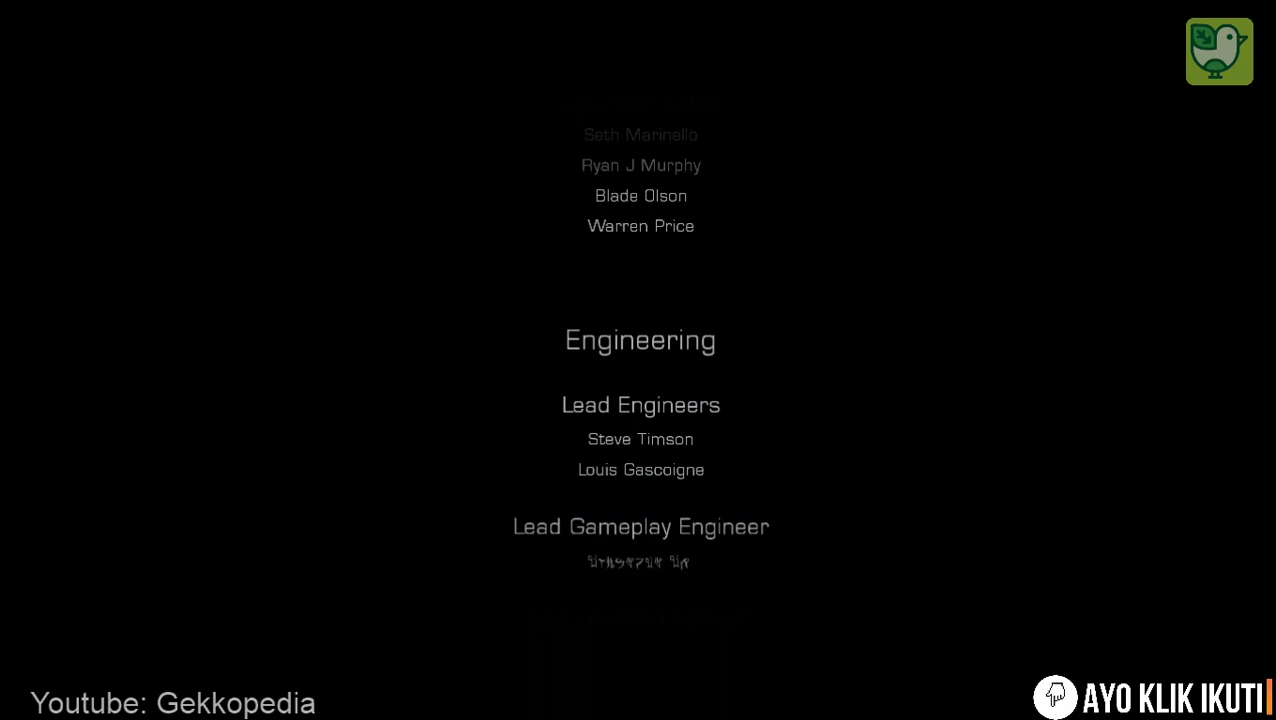 Seth Marinello
Ryan J Murphy
Blade Olson
Warren Price
Engineering
Lead Engineers
Steve Timson
Louis Gascoigne
Lead Gameplay Engineer
Youtube: Gekkopedia
AYO KLIK IKUTI